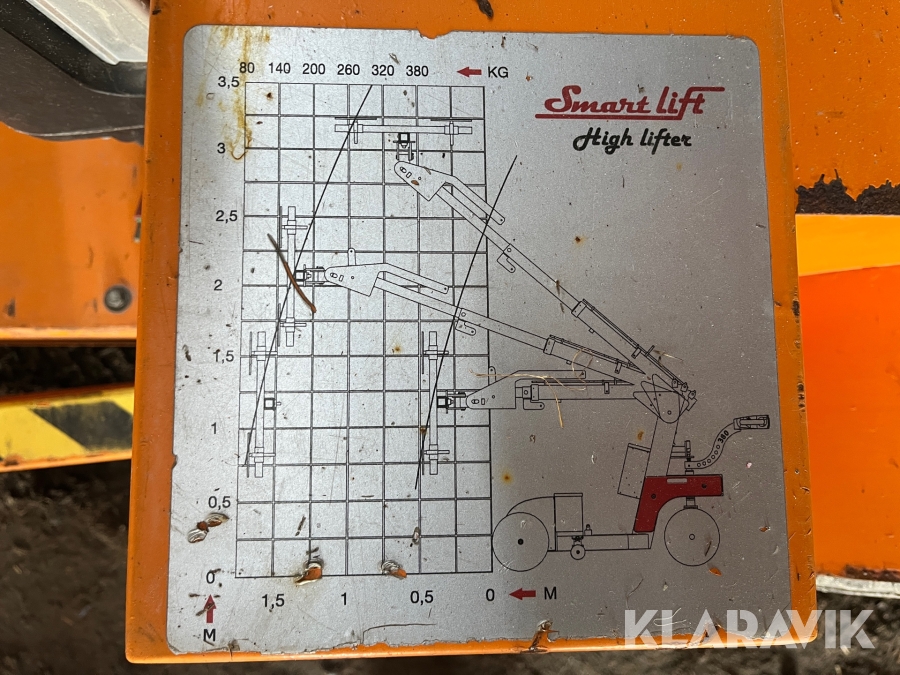 80 140 200 260 320 380 KG
3,5
3
2,5
2
1,5
1
0,5
0
M
1,5 1 0,5 0 M
Smart lift
High lifter
380
KLARAVIK